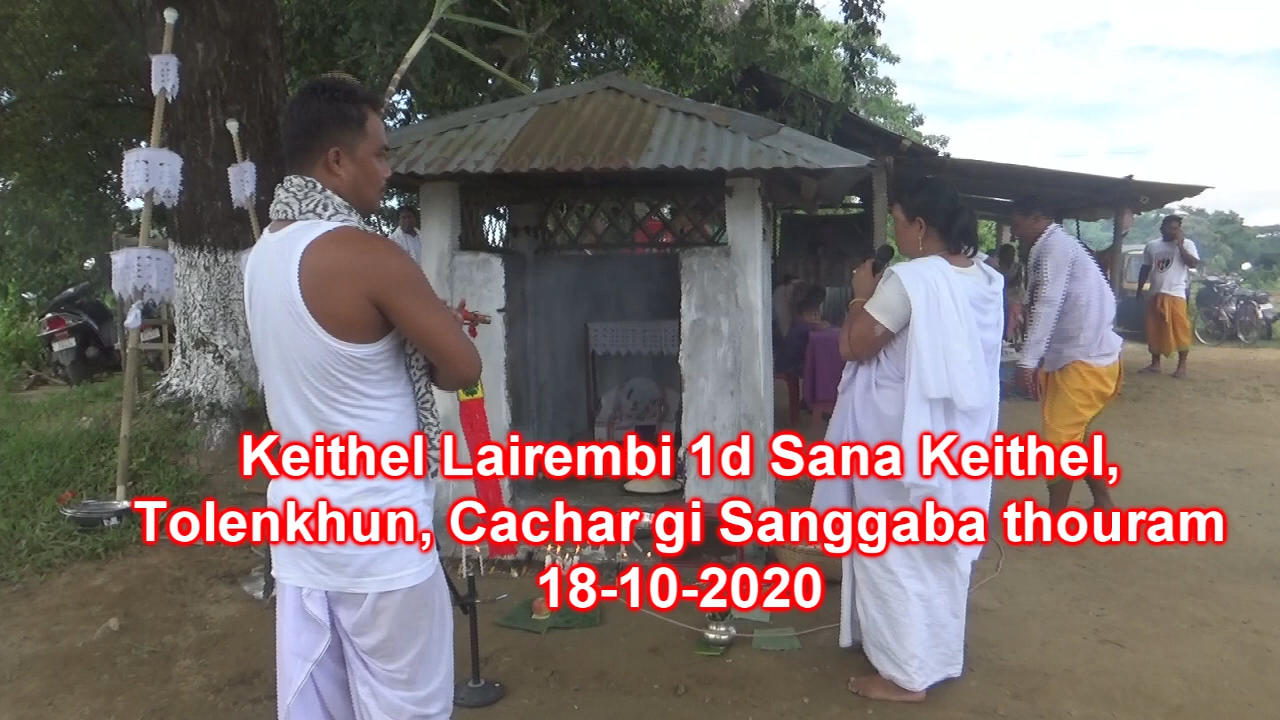 Keithel Lairembi 1d Sana Keithel,
Tolenkhun, Cachar gi Sanggaba thouram
18-10-2020